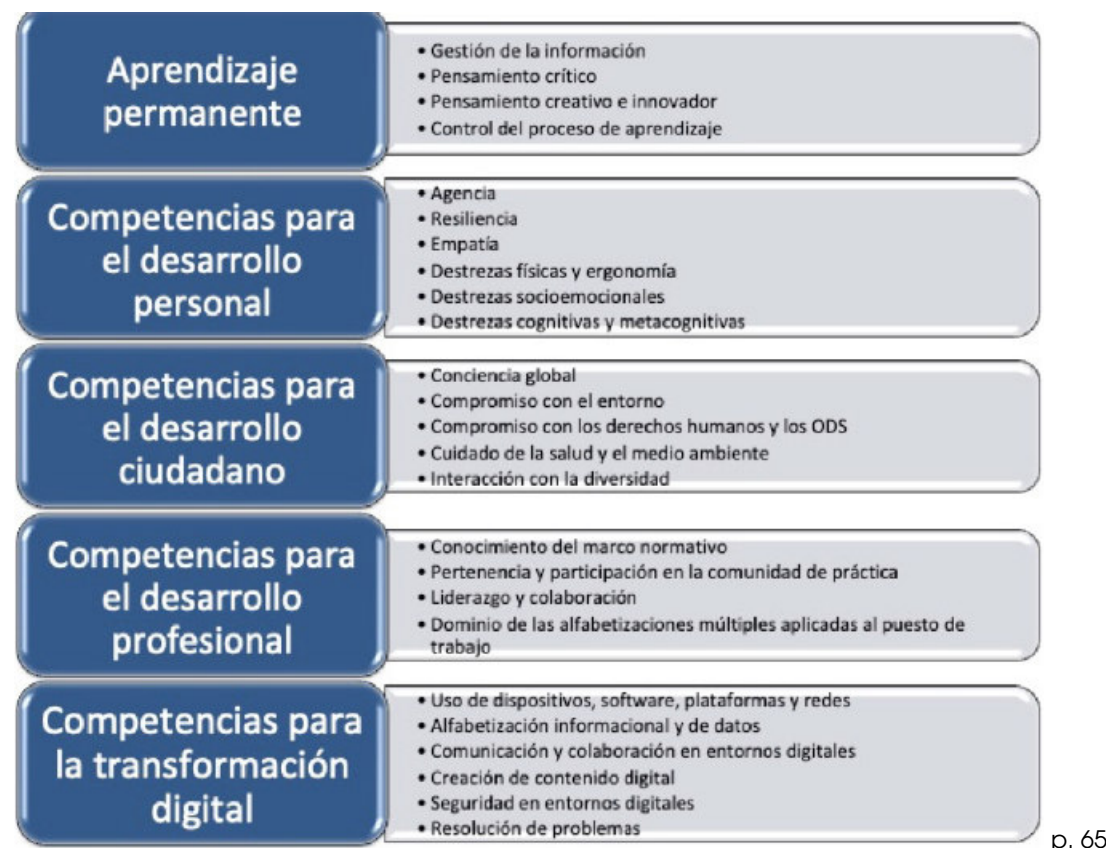 Aprendizaje
permanente
• Gestión de la información
• Pensamiento crítico
• Pensamiento creativo e innovador
• Control del proceso de aprendizaje
Competencias para
el desarrollo
personal
• Agencia
• Resiliencia
• Empatía
• Destrezas físicas y ergonomía
• Destrezas socioemocionales
• Destrezas cognitivas y metacognitivas
Competencias para
el desarrollo
ciudadano
• Conciencia global
• Compromiso con el entorno
• Compromiso con los derechos humanos y los ODS
• Cuidado de la salud y el medio ambiente
• Interacción con la diversidad
Competencias para
el desarrollo
profesional
• Conocimiento del marco normativo
• Pertenencia y participación en la comunidad de práctica
• Liderazgo y colaboración
• Dominio de las alfabetizaciones múltiples aplicadas al puesto de
trabajo
Competencias para
la transformación
digital
• Uso de dispositivos, software, plataformas y redes
• Alfabetización informacional y de datos
• Comunicación y colaboración en entornos digitales
• Creación de contenido digital
• Seguridad en entornos digitales
• Resolución de problemas
p. 65